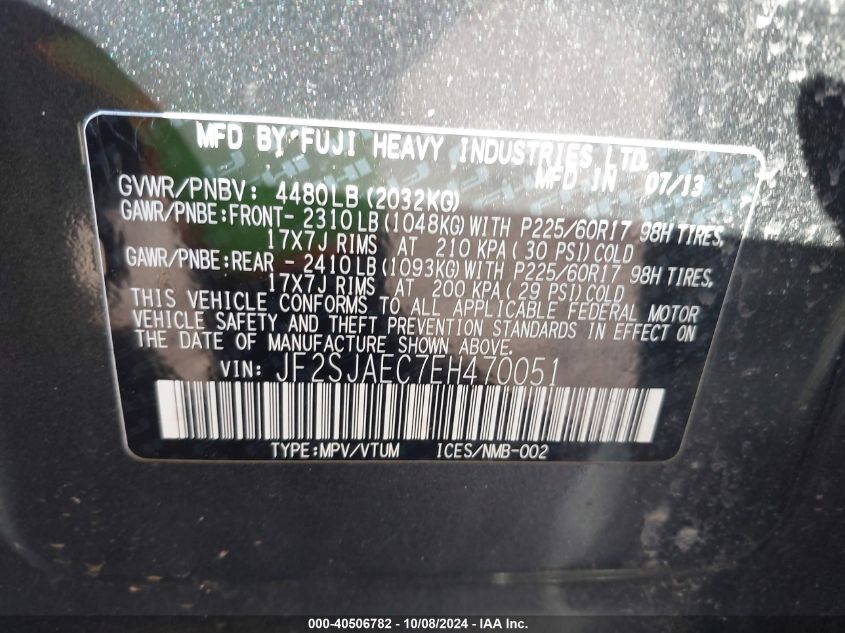 MFD BY FUJI HEAVY INDUSTRIES LTD.
MFD IN 07/13
GVWR/PNBV: 4480LB(2032KG)
GAWR/PNBE:FRONT- 2310LB(1048KG)WITH P225/60R17 98H TIRES,
17X7J RIMS AT 210 KPA(30 PSI)COLD
GAWR/PNBE:REAR - 2410LB(1093KG)WITH P225/60R17 98H TIRES,
17X7J RIMS AT 200 KPA(29 PSI)COLD
THIS VEHICLE CONFORMS TO ALL APPLICABLE FEDERAL MOTOR
VEHICLE SAFETY AND THEFT PREVENTION STANDARDS IN EFFECT ON
THE DATE OF MANUFACTURE SHOWN ABOVE.
VIN: JF2SJAEC7EH470051
TYPE:MPV/VTUM ICES/NMB-002
000-40506782 - 10/08/2024 - IAA Inc.